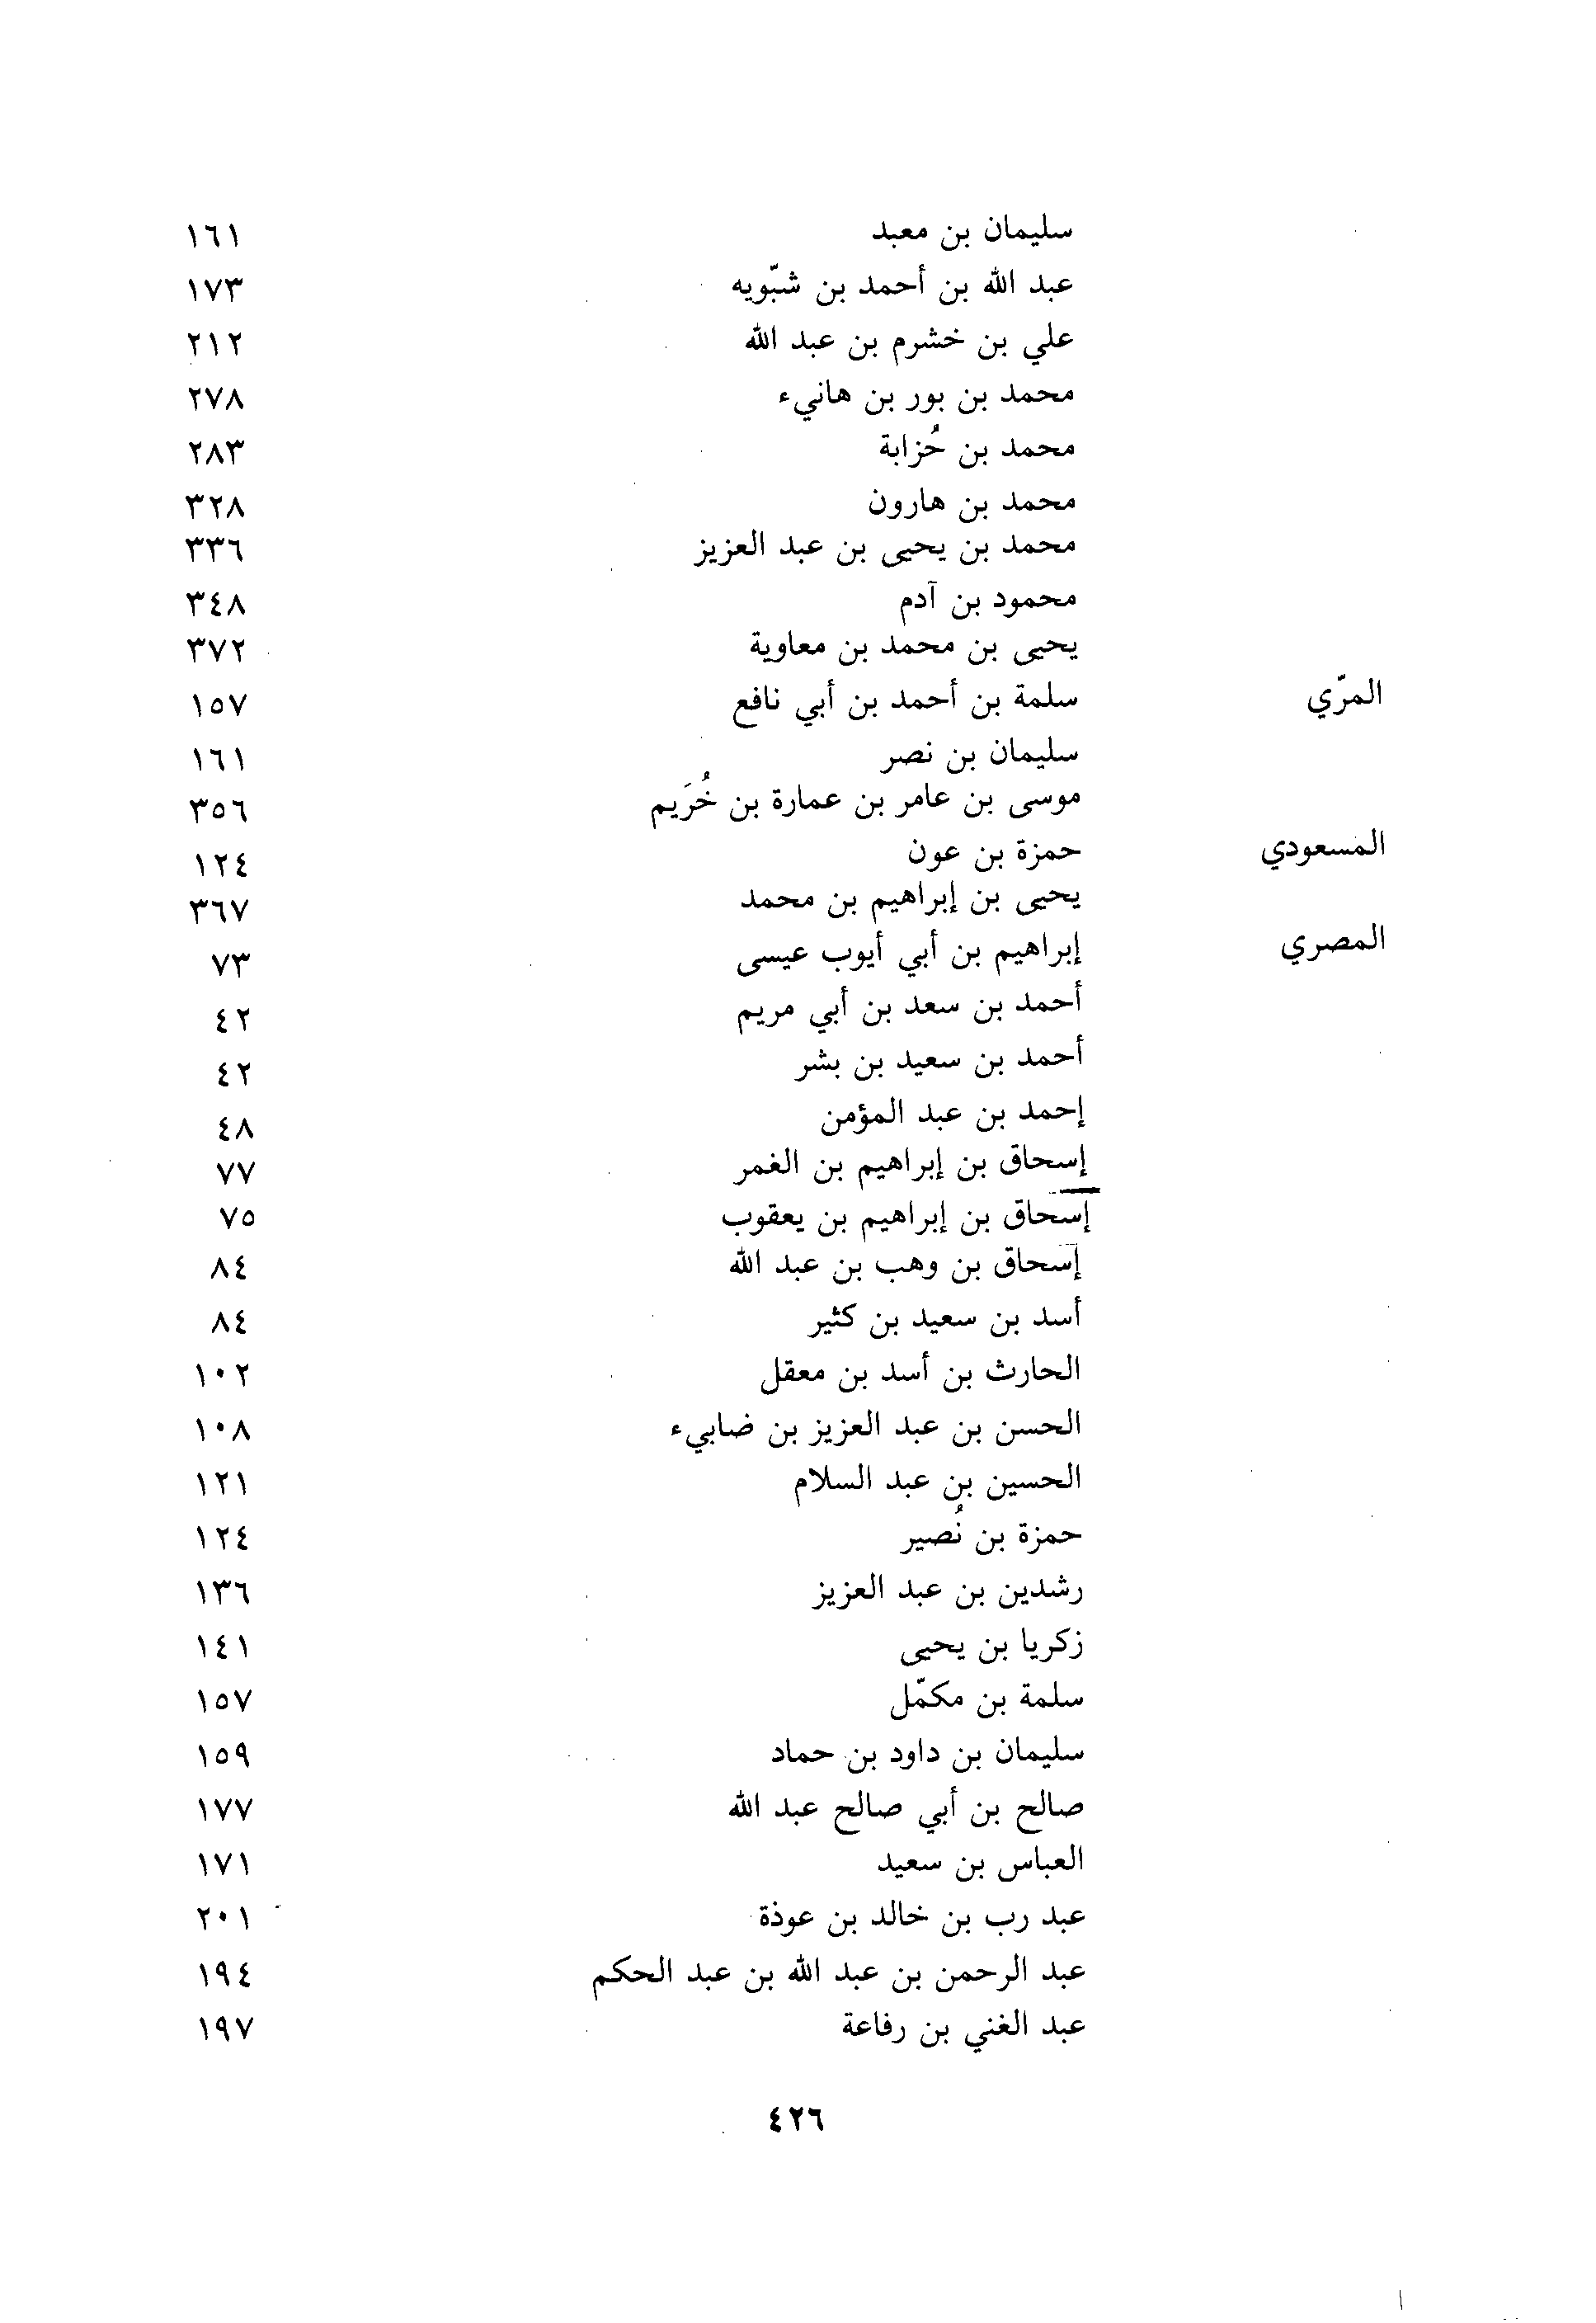 سليمان بن معبد ١٦١
عبد الله بن أحمد بن شبّويه ١٧٣
علي بن خشرم بن عبد الله ٢١٢
محمد بن بور بن هانيء ٢٧٨
محمد بن حُزابة ٢٨٣
محمد بن هارون ٣٢٨
محمد بن يحيى بن عبد العزيز ٣٣٦
محمود بن آدم ٣٤٨
يحيى بن محمد بن معاوية ٣٧٢
المرّي سلمة بن أحمد بن أبي نافع ١٥٧
سليمان بن نصر ١٦١
موسى بن عامر بن عمارة بن خُرَيم ٣٥٦
المسعودي حمزة بن عون ١٢٤
يحيى بن إبراهيم بن محمد ٣٦٧
المصري إبراهيم بن أبي أيوب عيسى ٧٣
أحمد بن سعد بن أبي مريم ٤٢
أحمد بن سعيد بن بشر ٤٢
إحمد بن عبد المؤمن ٤٨
إسحاق بن إبراهيم بن الغمر ٧٧
إسحاق بن إبراهيم بن يعقوب ٧٥
إسحاق بن وهب بن عبد الله ٨٤
أسد بن سعيد بن كثير ٨٤
الحارث بن أسد بن معقل ١٠٢
الحسن بن عبد العزيز بن ضابيء ١٠٨
الحسين بن عبد السلام ١٢١
حمزة بن نُصير ١٢٤
رشدين بن عبد العزيز ١٣٦
زكريا بن يحيى ١٤١
سلمة بن مكمّل ١٥٧
سليمان بن داود بن حماد ١٥٩
صالح بن أبي صالح عبد الله ١٧٧
العباس بن سعيد ١٧١
عبد رب بن خالد بن عوذة ٢٠١
عبد الرحمن بن عبد الله بن عبد الحكم ١٩٤
عبد الغني بن رفاعة ١٩٧
٤٢٦